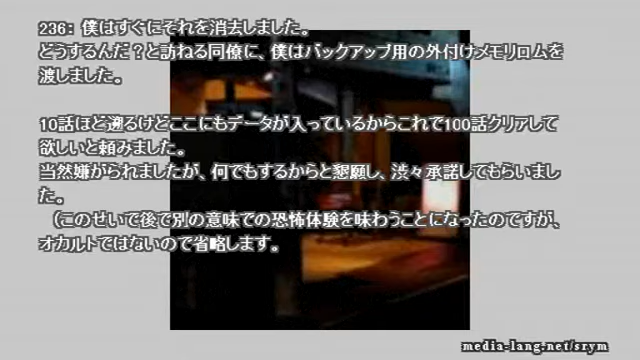 236: 僕はすぐにそれを消去しました。
どうするんだ？と訪ねる同僚に、僕はバックアップ用の外付けメモリロムを
渡しました。
10話ほど遡るけどここにもデータが入っているからこれで100話クリアして
欲しいと頼みました。
当然嫌がられましたが、何でもするからと懇願し、渋々承諾してもらいまし
た。
（このせいで後で別の意味での恐怖体験を味わうことになったのですが、
オカルトではないので省略します。
media-lang.net/srym